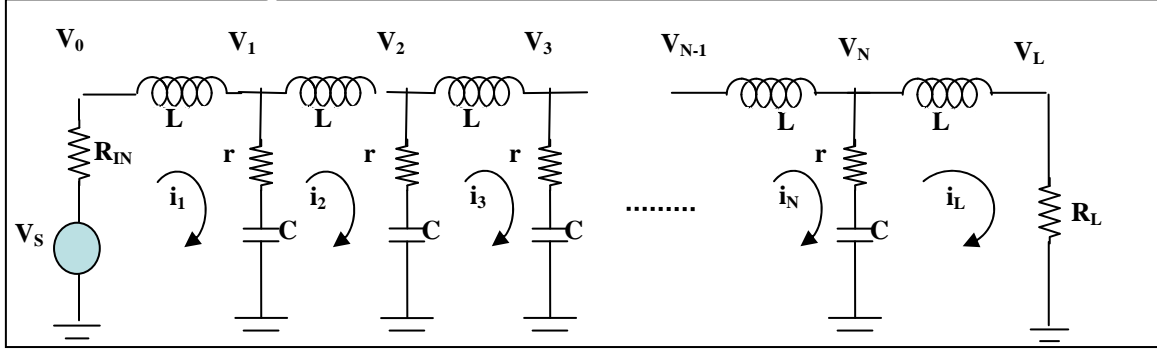 V0 V1 V2 V3 VN-1 VN VL
L L L L L
RIN r r r r
i1 i2 i3 ......... iN iL
VS C C C C RL